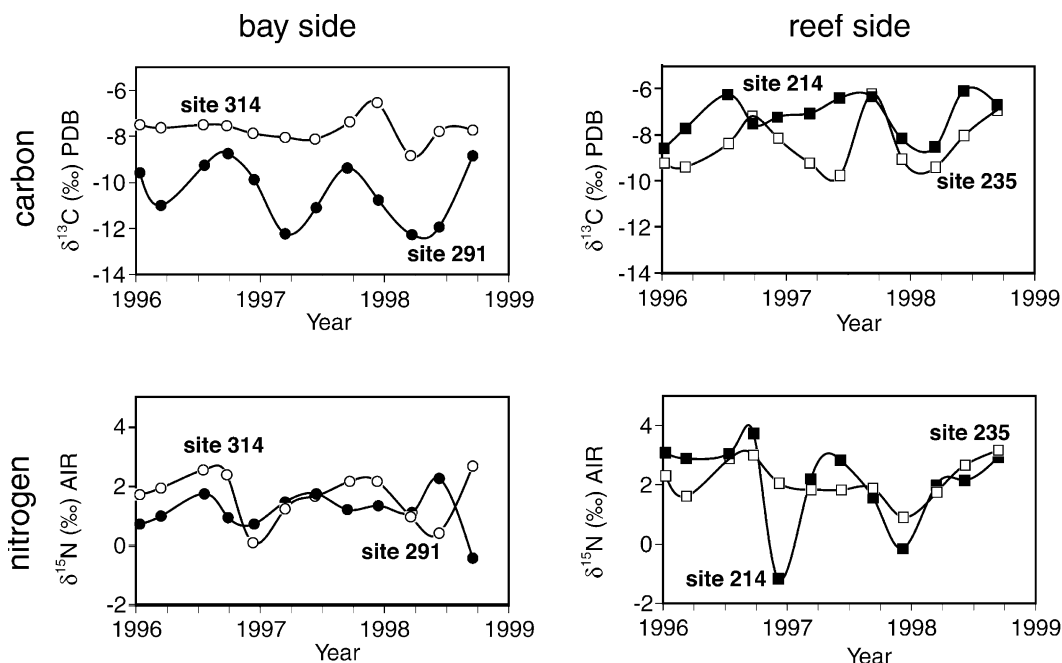 bay side
reef side
carbon
δ13C (‰) PDB
-6
-8
-10
-12
-14
site 314
site 291
1996
1997
1998
1999
Year
δ13C (‰) PDB
-6
-8
-10
-12
-14
site 214
site 235
1996
1997
1998
1999
Year
nitrogen
δ15N (‰) AIR
4
2
0
-2
site 314
site 291
1996
1997
1998
1999
Year
δ15N (‰) AIR
4
2
0
-2
site 235
site 214
1996
1997
1998
1999
Year